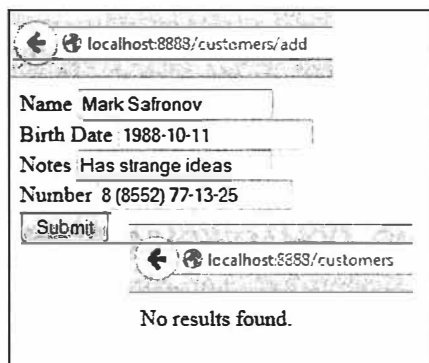 localhost:8888/customers/add
Name Mark Safronov
Birth Date 1988-10-11
Notes Has strange ideas
Number 8 (8552) 77-13-25
Submit
localhost:8888/customers
No results found.